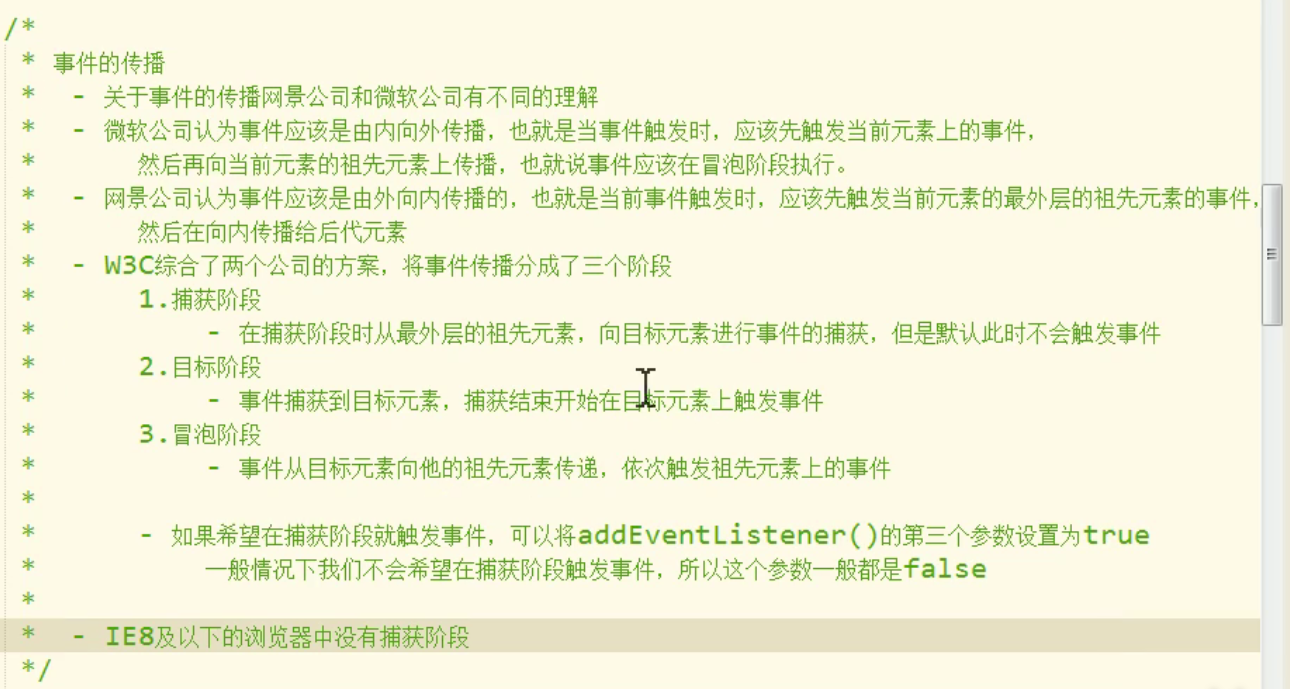 /*
* 事件的传播
* - 关于事件的传播网景公司和微软公司有不同的理解
* - 微软公司认为事件应该是由内向外传播，也就是当事件触发时，应该先触发当前元素上的事件，
* 然后再向当前元素的祖先元素上传播，也就说事件应该在冒泡阶段执行。
* - 网景公司认为事件应该是由外向内传播的，也就是当前事件触发时，应该先触发当前元素的最外层的祖先元素的事件，
* 然后在向内传播给后代元素
* - W3C综合了两个公司的方案，将事件传播分成了三个阶段
* 1.捕获阶段
* - 在捕获阶段时从最外层的祖先元素，向目标元素进行事件的捕获，但是默认此时不会触发事件
* 2.目标阶段
* - 事件捕获到目标元素，捕获结束开始在目标元素上触发事件
* 3.冒泡阶段
* - 事件从目标元素向他的祖先元素传递，依次触发祖先元素上的事件
*
* - 如果希望在捕获阶段就触发事件，可以将addEventListener()的第三个参数设置为true
* 一般情况下我们不会希望在捕获阶段触发事件，所以这个参数一般都是false
*
* - IE8及以下的浏览器中没有捕获阶段
*/